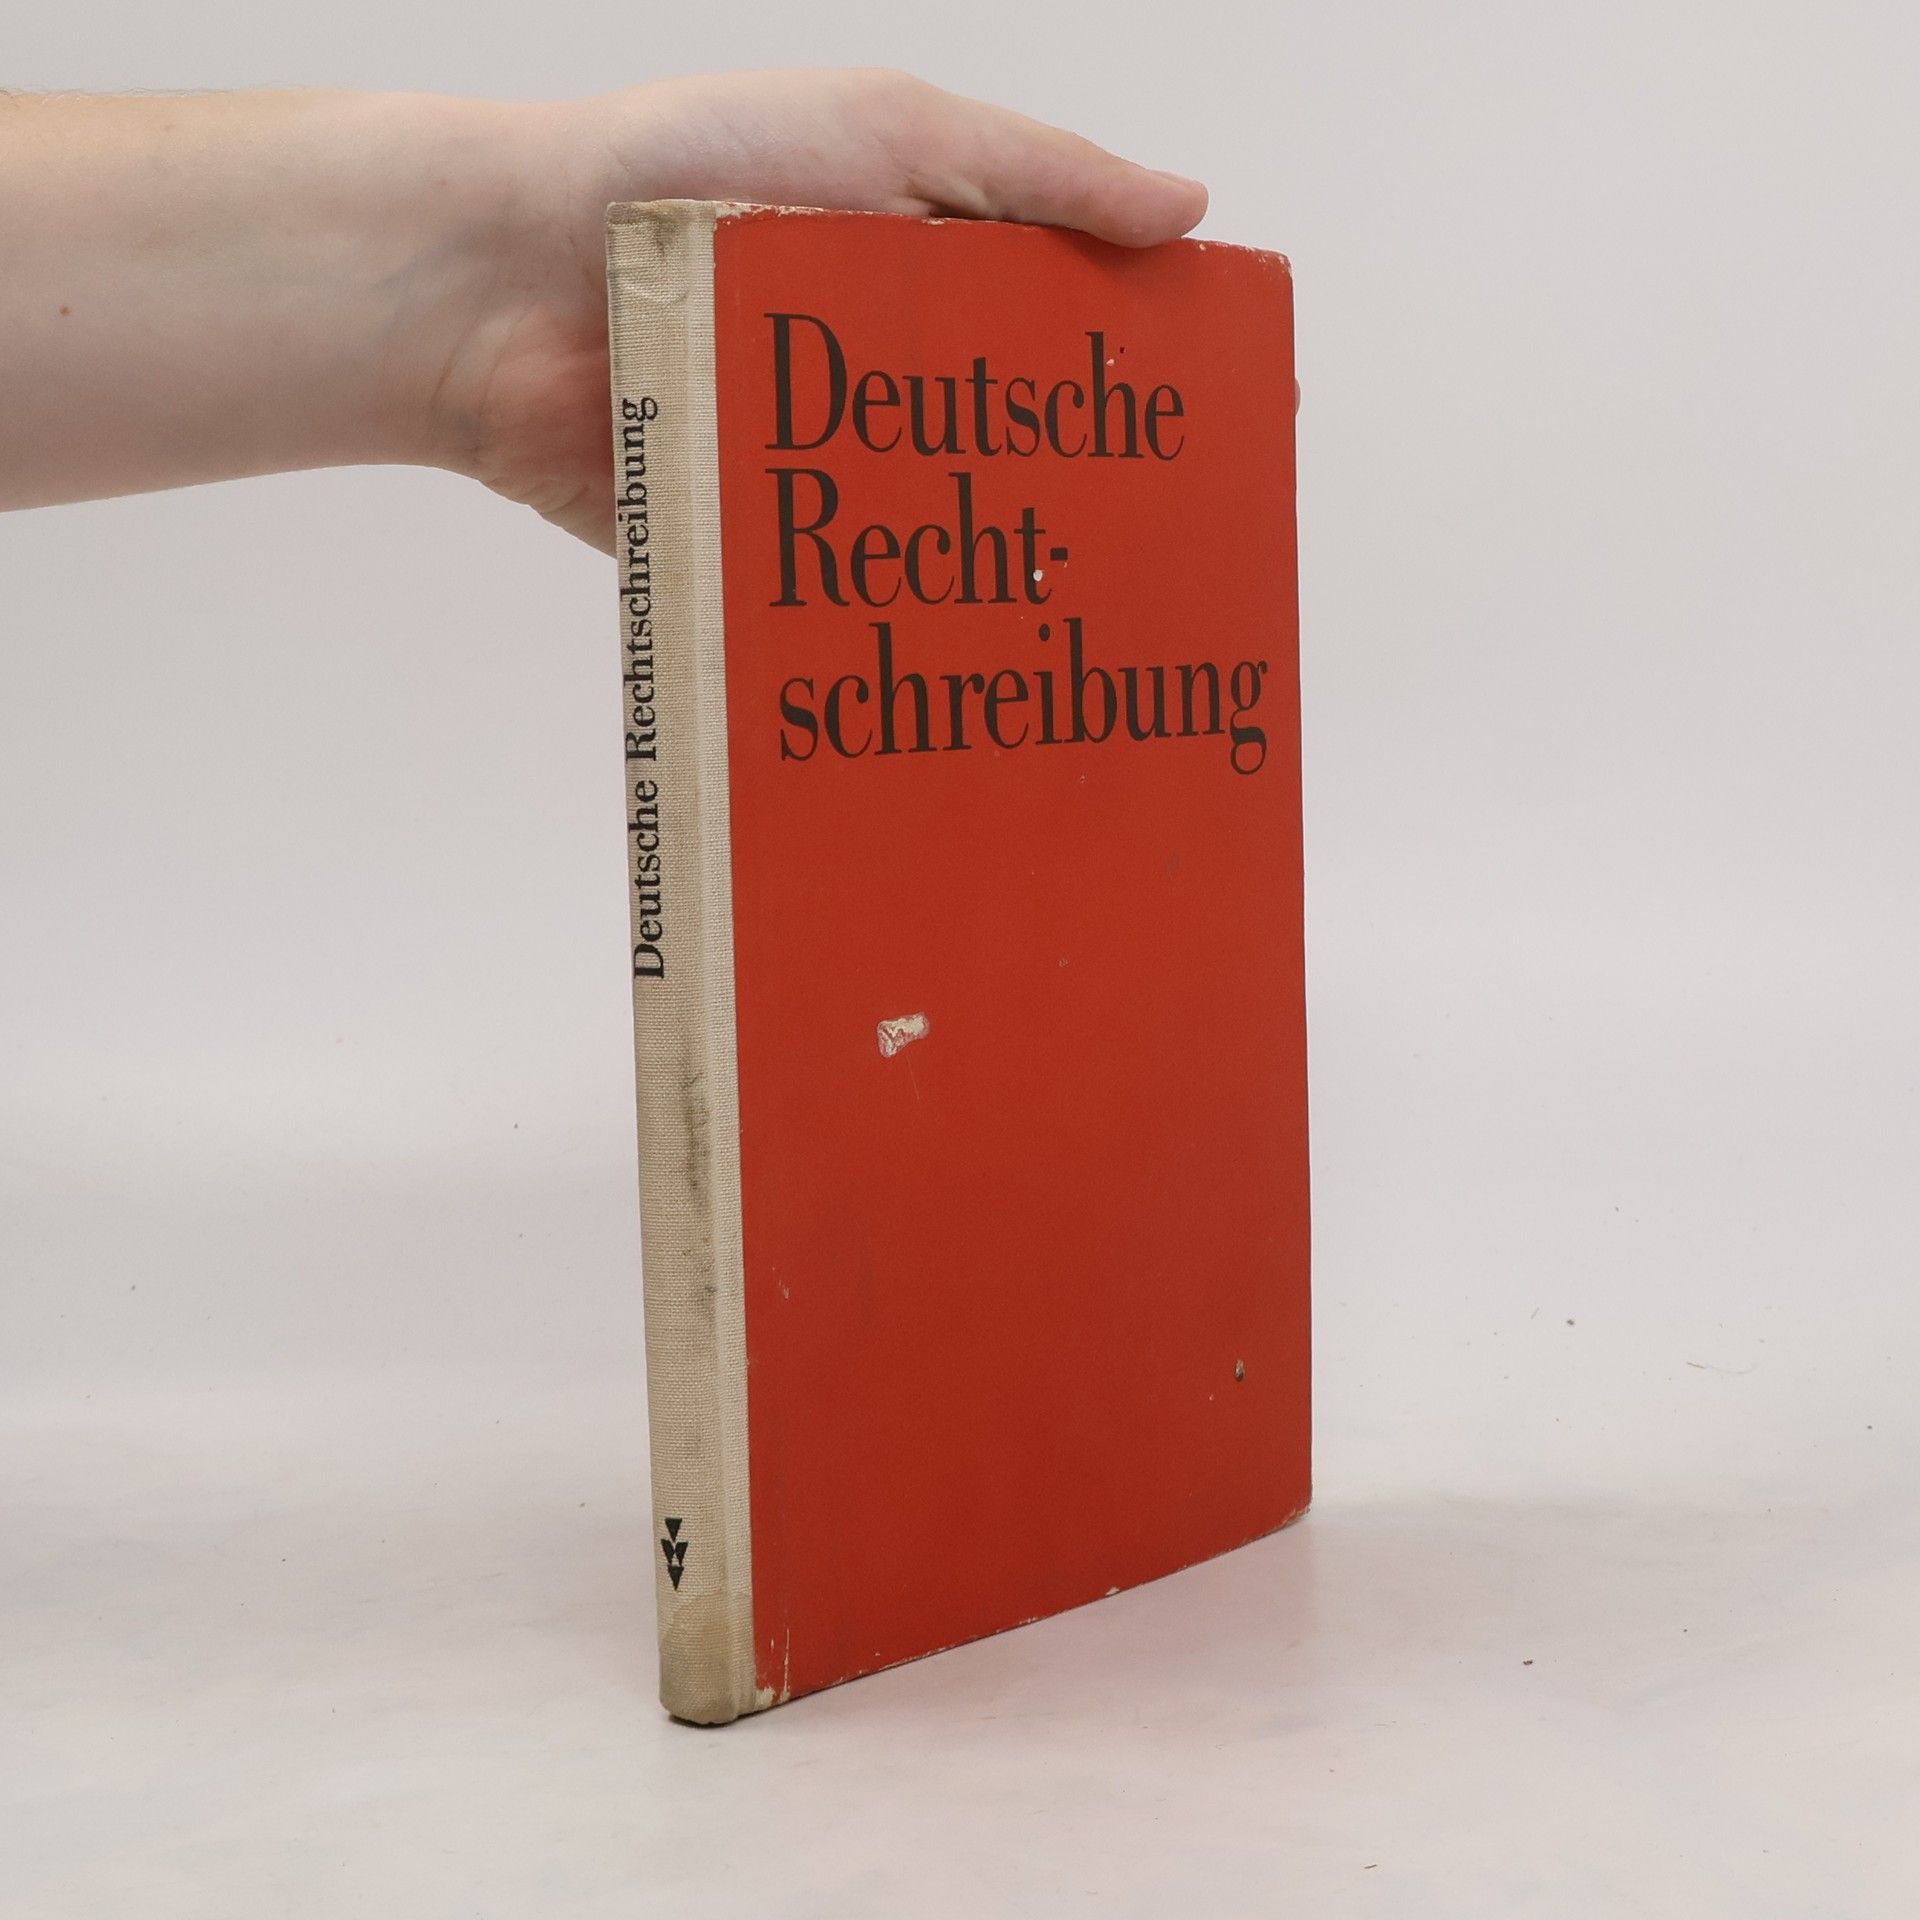 Deutsche Rechtschreibung
Deutsche
Recht-
schreibung